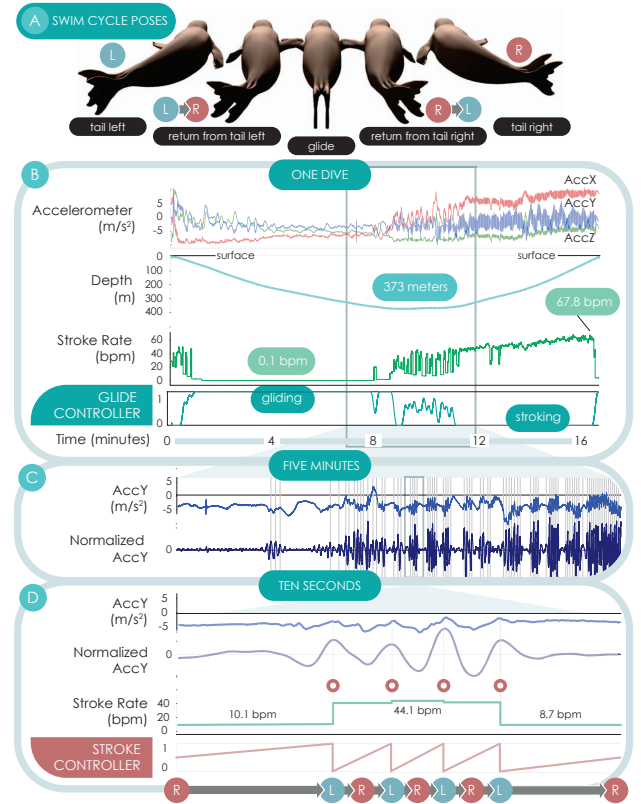 A SWIM CYCLE POSES
L
R
L R
R L
tail left
return from tail left
glide
return from tail right
tail right
B
ONE DIVE
Accelerometer
(m/s²)
5
0
-5
AccX
AccY
AccZ
Depth
(m)
0
100
200
300
400
surface
surface
373 meters
67.8 bpm
Stroke Rate
(bpm)
60
40
20
0
0.1 bpm
GLIDE
CONTROLLER
1
0
gliding
stroking
Time (minutes)
0 4 8 12 16
C
FIVE MINUTES
AccY
(m/s²)
5
0
-5
Normalized
AccY
0
D
TEN SECONDS
AccY
(m/s²)
5
0
-5
Normalized
AccY
0
Stroke Rate
(bpm)
40
20
0
10.1 bpm
44.1 bpm
8.7 bpm
STROKE
CONTROLLER
1
0
R L R L R L R L R